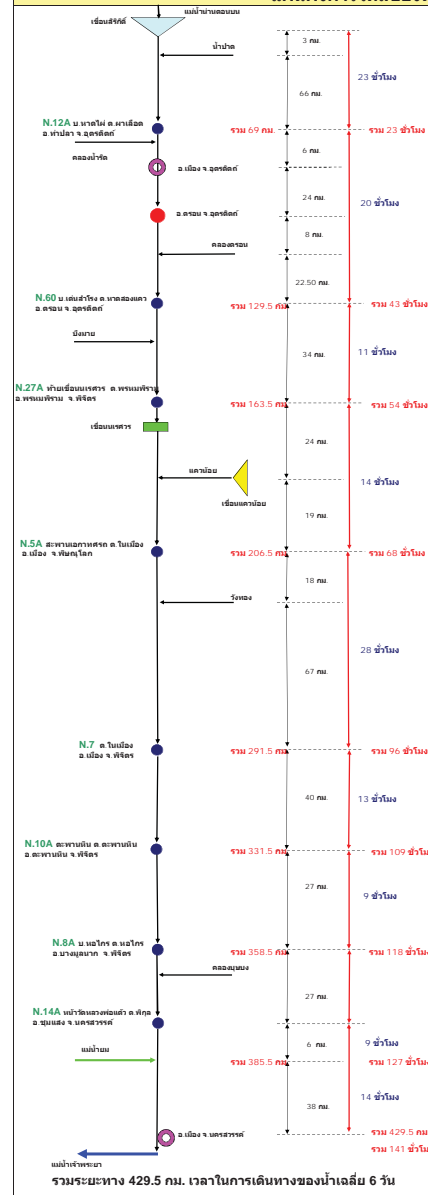 แม่น้ำน่านตอนบน
เขื่อนสิริกิติ์
3 กม.
น้ำปาด
23 ชั่วโมง
66 กม.
N.12A บ.หาดไผ่ ต.ผาเลือด
อ.ท่าปลา จ.อุตรดิตถ์
รวม 69 กม.
รวม 23 ชั่วโมง
6 กม.
คลองน้ำริด
อ.เมือง จ.อุตรดิตถ์
24 กม.
20 ชั่วโมง
อ.ตรอน จ.อุตรดิตถ์
8 กม.
คลองตรอน
22.50 กม.
N.60 บ.เด่นสำโรง ต.หาดสองแคว
อ.ตรอน จ.อุตรดิตถ์
รวม 129.5 กม
รวม 43 ชั่วโมง
บึงมาย
11 ชั่วโมง
34 กม.
N.27A ท้ายเขื่อนนเรศวร ต.พรหมพิราม
อ.พรหมพิราม จ.พิจิตร
รวม 163.5 กม
รวม 54 ชั่วโมง
เขื่อนนเรศวร
24 กม.
แควน้อย
14 ชั่วโมง
เขื่อนแควน้อย
19 กม.
N.5A สะพานเอกาทศรถ ต.ในเมือง
อ.เมือง จ.พิษณุโลก
รวม 206.5 กม
รวม 68 ชั่วโมง
18 กม.
วังทอง
28 ชั่วโมง
67 กม.
N.7 ต.ในเมือง
อ.เมือง จ.พิจิตร
รวม 291.5 กม
รวม 96 ชั่วโมง
40 กม.
13 ชั่วโมง
N.10A ตะพานหิน ต.ตะพานหิน
อ.ตะพานหิน จ.พิจิตร
รวม 331.5 กม
รวม 109 ชั่วโม
27 กม.
9 ชั่วโมง
N.8A บ.หอไกร ต.หอไกร
อ.บางมูลนาก จ.พิจิตร
รวม 358.5 กม
รวม 118 ชั่วโม
คลองบุษบง
27 กม.
N.14A หน้าวัดหลวงพ่อแก้ว ต.พิกุล
อ.ชุมแสง จ.นครสวรรค์
6 กม.
9 ชั่วโมง
แม่น้ำยม
รวม 385.5 กม
รวม 127 ชั่วโม
14 ชั่วโมง
38 กม.
อ.เมือง จ.นครสวรรค์
รวม 429.5 กม.
รวม 141 ชั่วโม
แม่น้ำเจ้าพระยา
รวมระยะทาง 429.5 กม. เวลาในการเดินทางของน้ำเฉลี่ย 6 วัน